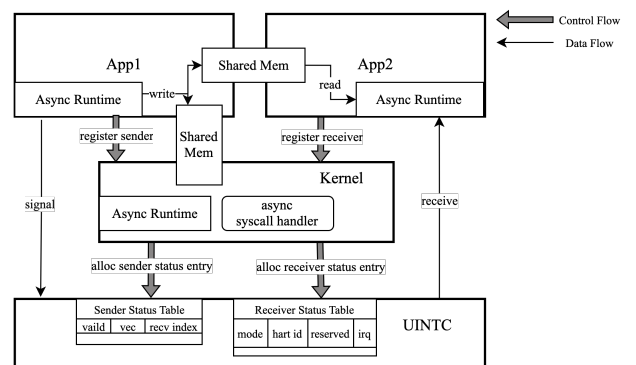 Control Flow
Data Flow
App1
Shared Mem
App2
Async Runtime
write
read
Async Runtime
Shared
Mem
register sender
register receiver
Kernel
Async Runtime
async
syscall handler
signal
receive
alloc sender status entry
alloc receiver status entry
Sender Status Table
vaild vec recv index
Receiver Status Table
mode hart id reserved irq
UINTC